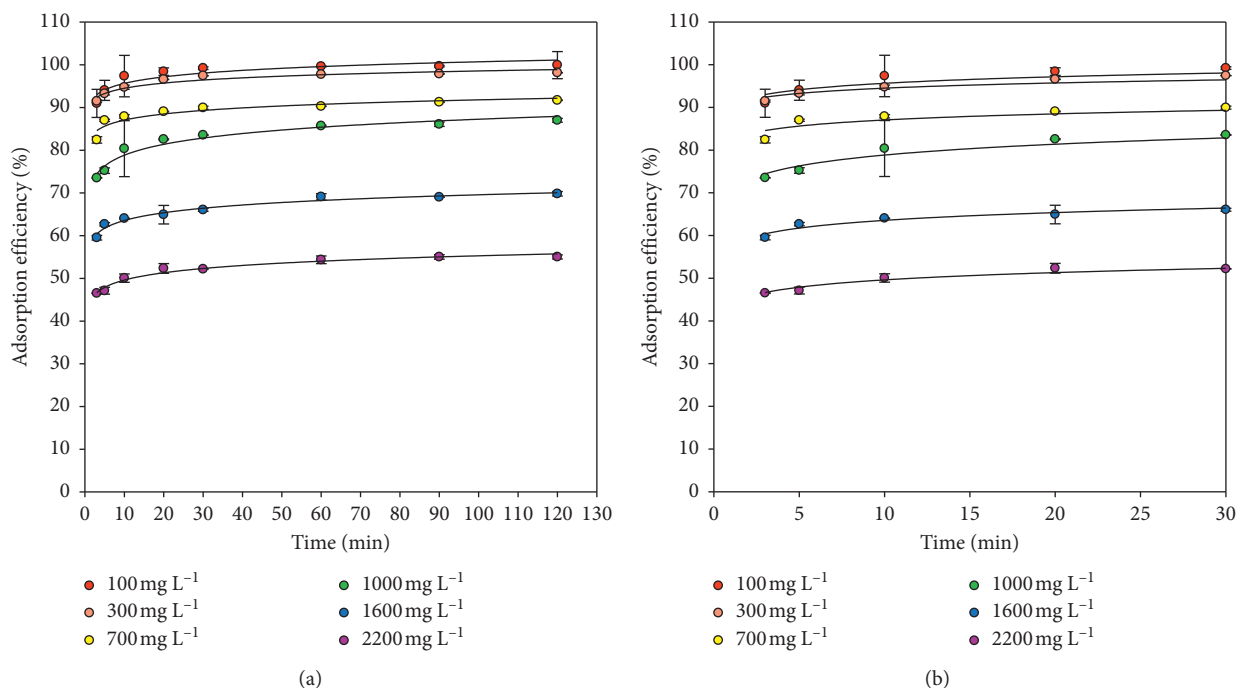 Adsorption efficiency (%)
110
100
90
80
70
60
50
40
30
20
10
0
0 10 20 30 40 50 60 70 80 90 100 110 120 130
Time (min)
100 mg L⁻¹
300 mg L⁻¹
700 mg L⁻¹
1000 mg L⁻¹
1600 mg L⁻¹
2200 mg L⁻¹
(a)
Adsorption efficiency (%)
110
100
90
80
70
60
50
40
30
20
10
0
0 5 10 15 20 25 30
Time (min)
100 mg L⁻¹
300 mg L⁻¹
700 mg L⁻¹
1000 mg L⁻¹
1600 mg L⁻¹
2200 mg L⁻¹
(b)